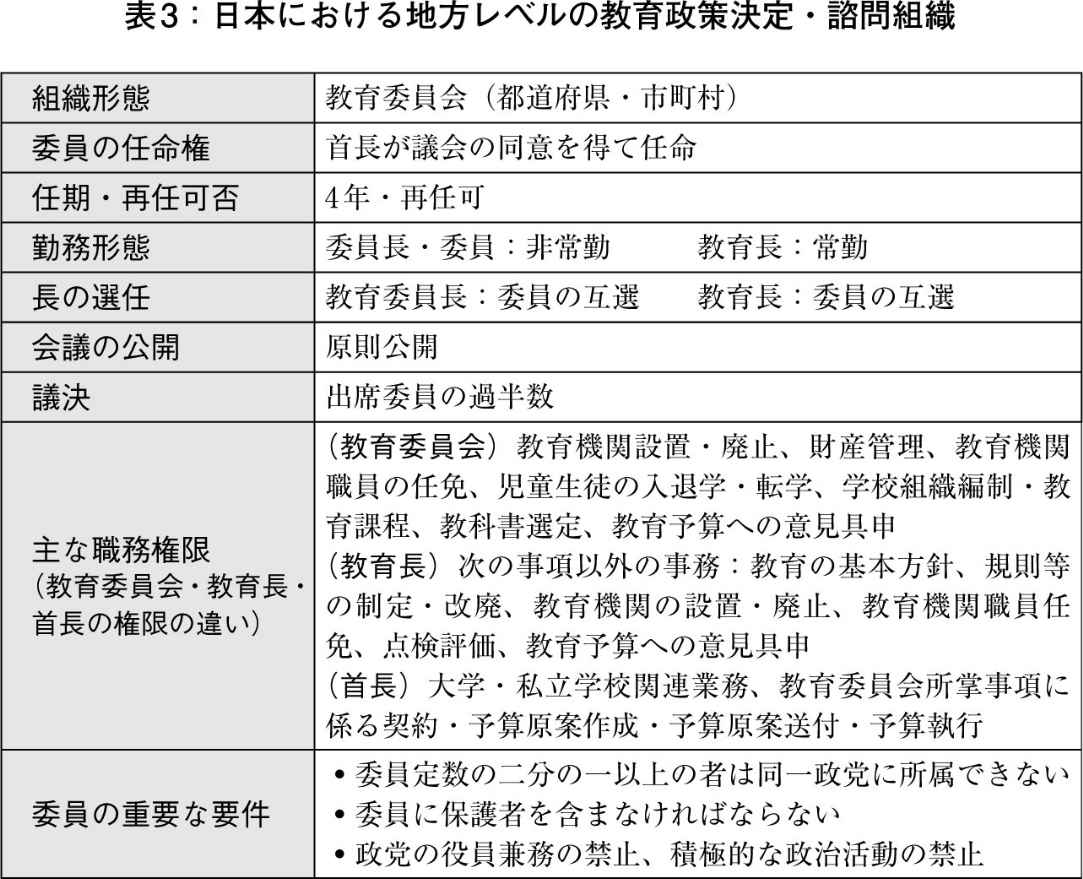 表3：日本における地方レベルの教育政策決定・諮問組織
組織形態
教育委員会（都道府県・市町村）
委員の任命権
首長が議会の同意を得て任命
任期・再任可否
4年・再任可
勤務形態
委員長・委員：非常勤　　　教育長：常勤
長の選任
教育委員長：委員の互選　　教育長：委員の互選
会議の公開
原則公開
議決
出席委員の過半数
主な職務権限
（教育委員会・教育長・
首長の権限の違い）
（教育委員会）教育機関設置・廃止、財産管理、教育機関
職員の任免、児童生徒の入退学・転学、学校組織編制・教
育課程、教科書選定、教育予算への意見具申
（教育長）次の事項以外の事務：教育の基本方針、規則等
の制定・改廃、教育機関の設置・廃止、教育機関職員任
免、点検評価、教育予算への意見具申
（首長）大学・私立学校関連業務、教育委員会所掌事項に
係る契約・予算原案作成・予算原案送付・予算執行
委員の重要な要件
• 委員定数の二分の一以上の者は同一政党に所属できない
• 委員に保護者を含まなければならない
• 政党の役員兼務の禁止、積極的な政治活動の禁止